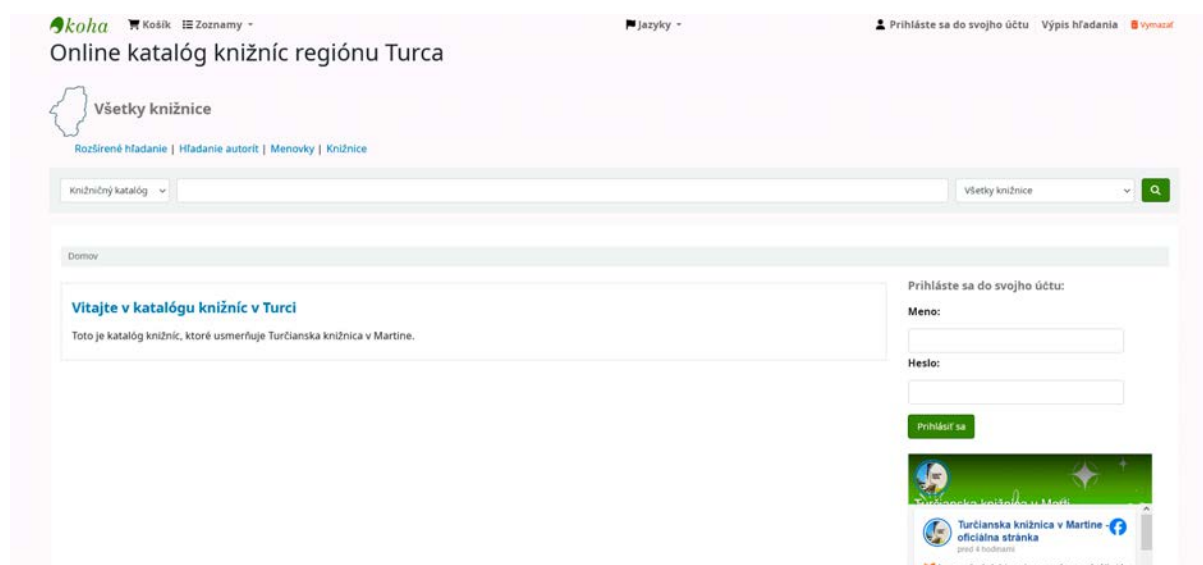 koha Košík Zoznamy Jazyky Prihláste sa do svojho účtu Výpis hľadania Vymazať
Online katalóg knižníc regiónu Turca
Všetky knižnice
Rozšírené hľadanie | Hľadanie autorít | Menovky | Knižnice
Knižničný katalóg Všetky knižnice
Domov
Vitajte v katalógu knižníc v Turci
Toto je katalóg knižníc, ktoré usmerňuje Turčianska knižnica v Martine.
Prihláste sa do svojho účtu:
Meno:
Heslo:
Prihlásiť sa
Turčianska knižnica v Marti
Turčianska knižnica v Martine -
oficiálna stránka
pred 4 hodinami